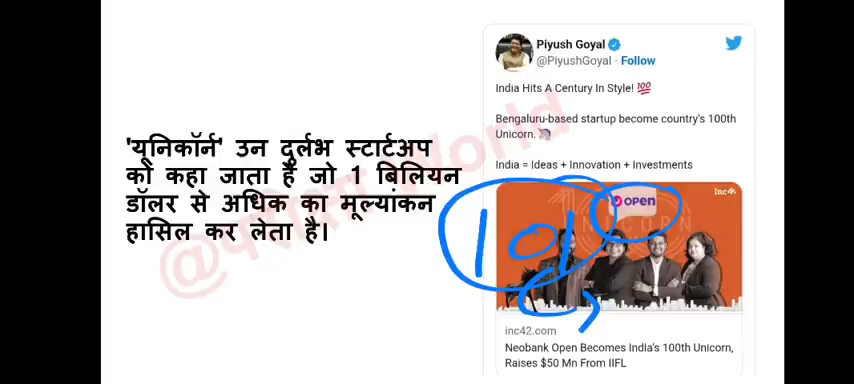 'यूनिकॉर्न' उन दुर्लभ स्टार्टअप
को कहा जाता है जो 1 बिलियन
डॉलर से अधिक का मूल्यांकन
हासिल कर लेता है।
Piyush Goyal
@PiyushGoyal · Follow
India Hits A Century In Style! 💯
Bengaluru-based startup become country's 100th
Unicorn. 🦄
India = Ideas + Innovation + Investments
Inc42
open
UNICORN
101
inc42.com
Neobank Open Becomes India's 100th Unicorn,
Raises $50 Mn From IIFL